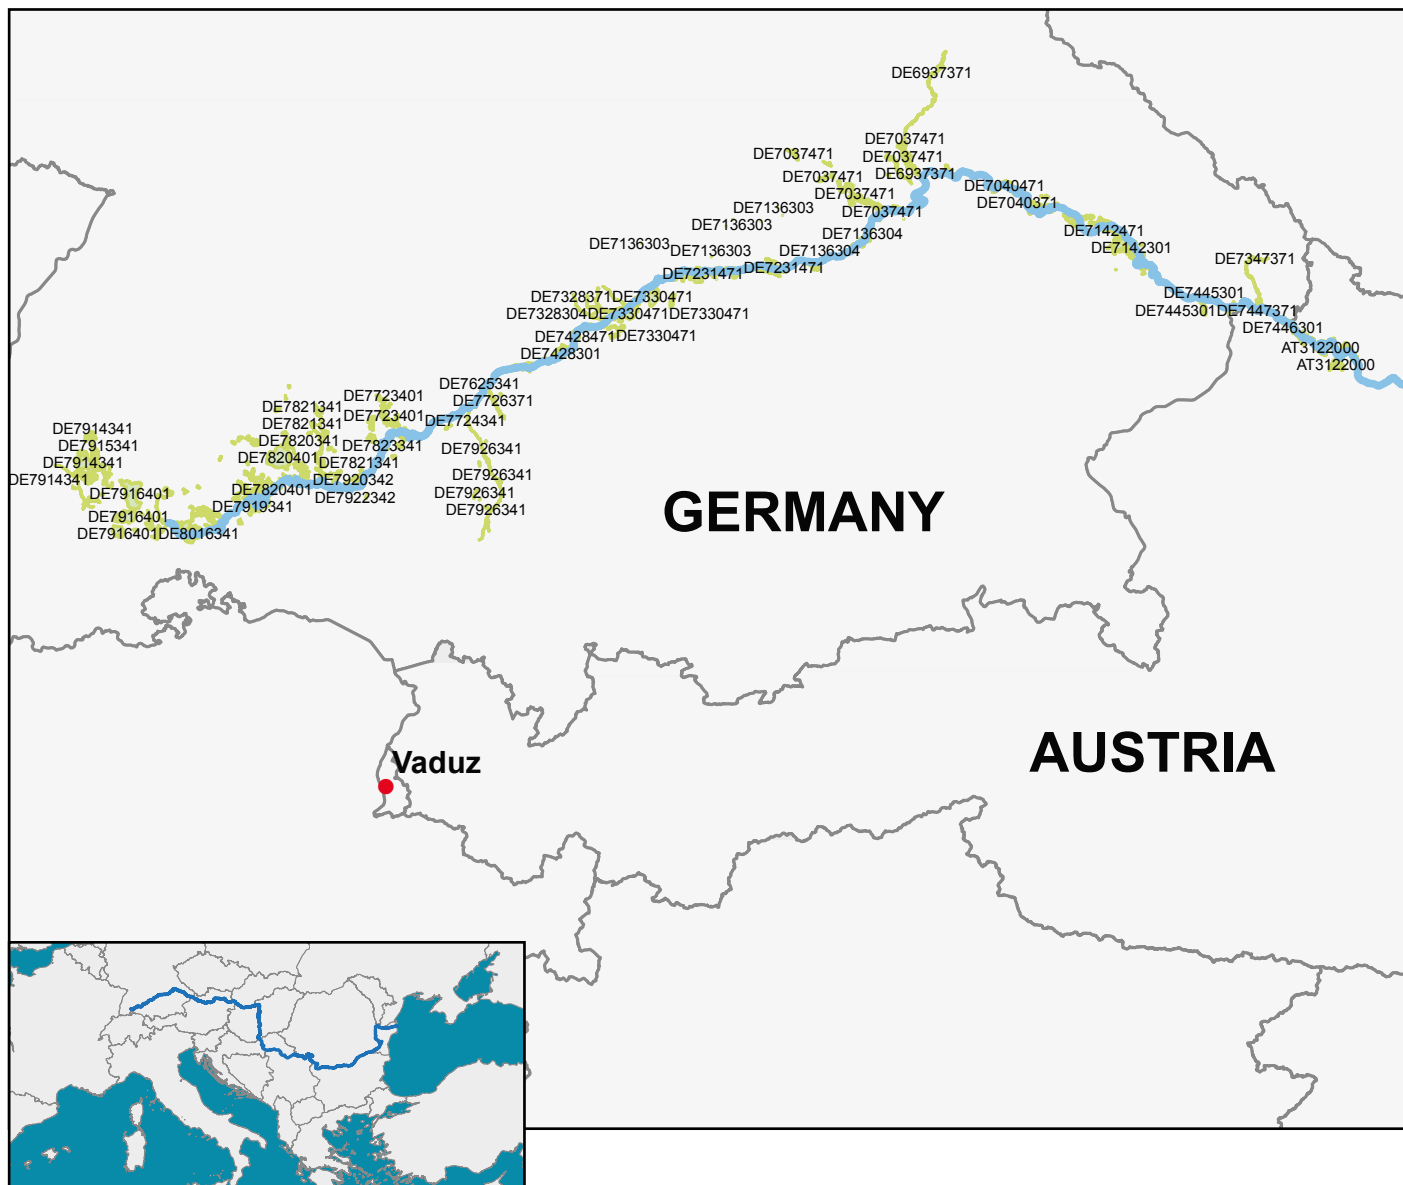 DE6937371
DE7037471
DE7037471
DE7037471
DE6937371
DE7037471
DE7040471
DE7037471
DE7040371
DE7136303
DE7037471
DE7136303
DE7142471
DE7136304
DE7136303
DE7142301
DE7136303
DE7136304
DE7347371
DE7231471
DE7231471
DE7445301
DE7328371
DE7330471
DE7445301
DE7447371
DE7328304
DE7330471
DE7330471
DE7446301
DE7428471
DE7330471
AT3122000
DE7428301
AT3122000
DE7625341
DE7723401
DE7726371
DE7821341
DE7723401
DE7724341
DE7821341
DE7914341
DE7820341
DE7823341
DE7926341
DE7915341
DE7820401
DE7821341
DE7914341
DE7926341
DE7914341
DE7920342
DE7916401
DE7820401
DE7922342
DE7926341
DE7919341
DE7926341
DE7916401
DE7916401
DE8016341
GERMANY
AUSTRIA
Vaduz